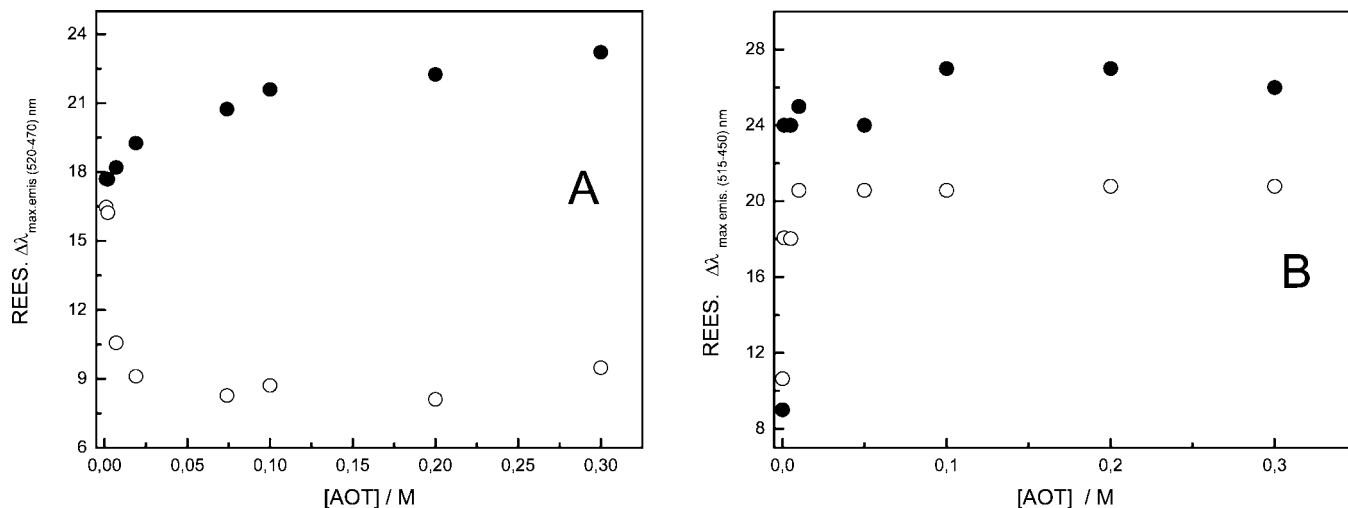 REES. Δλmax.emis (520-470) nm
24
21
18
15
12
9
6
A
0,00 0,05 0,10 0,15 0,20 0,25 0,30
[AOT] / M
REES. Δλ max emis. (515-450) nm
28
24
20
16
12
8
B
0,0 0,1 0,2 0,3
[AOT] / M